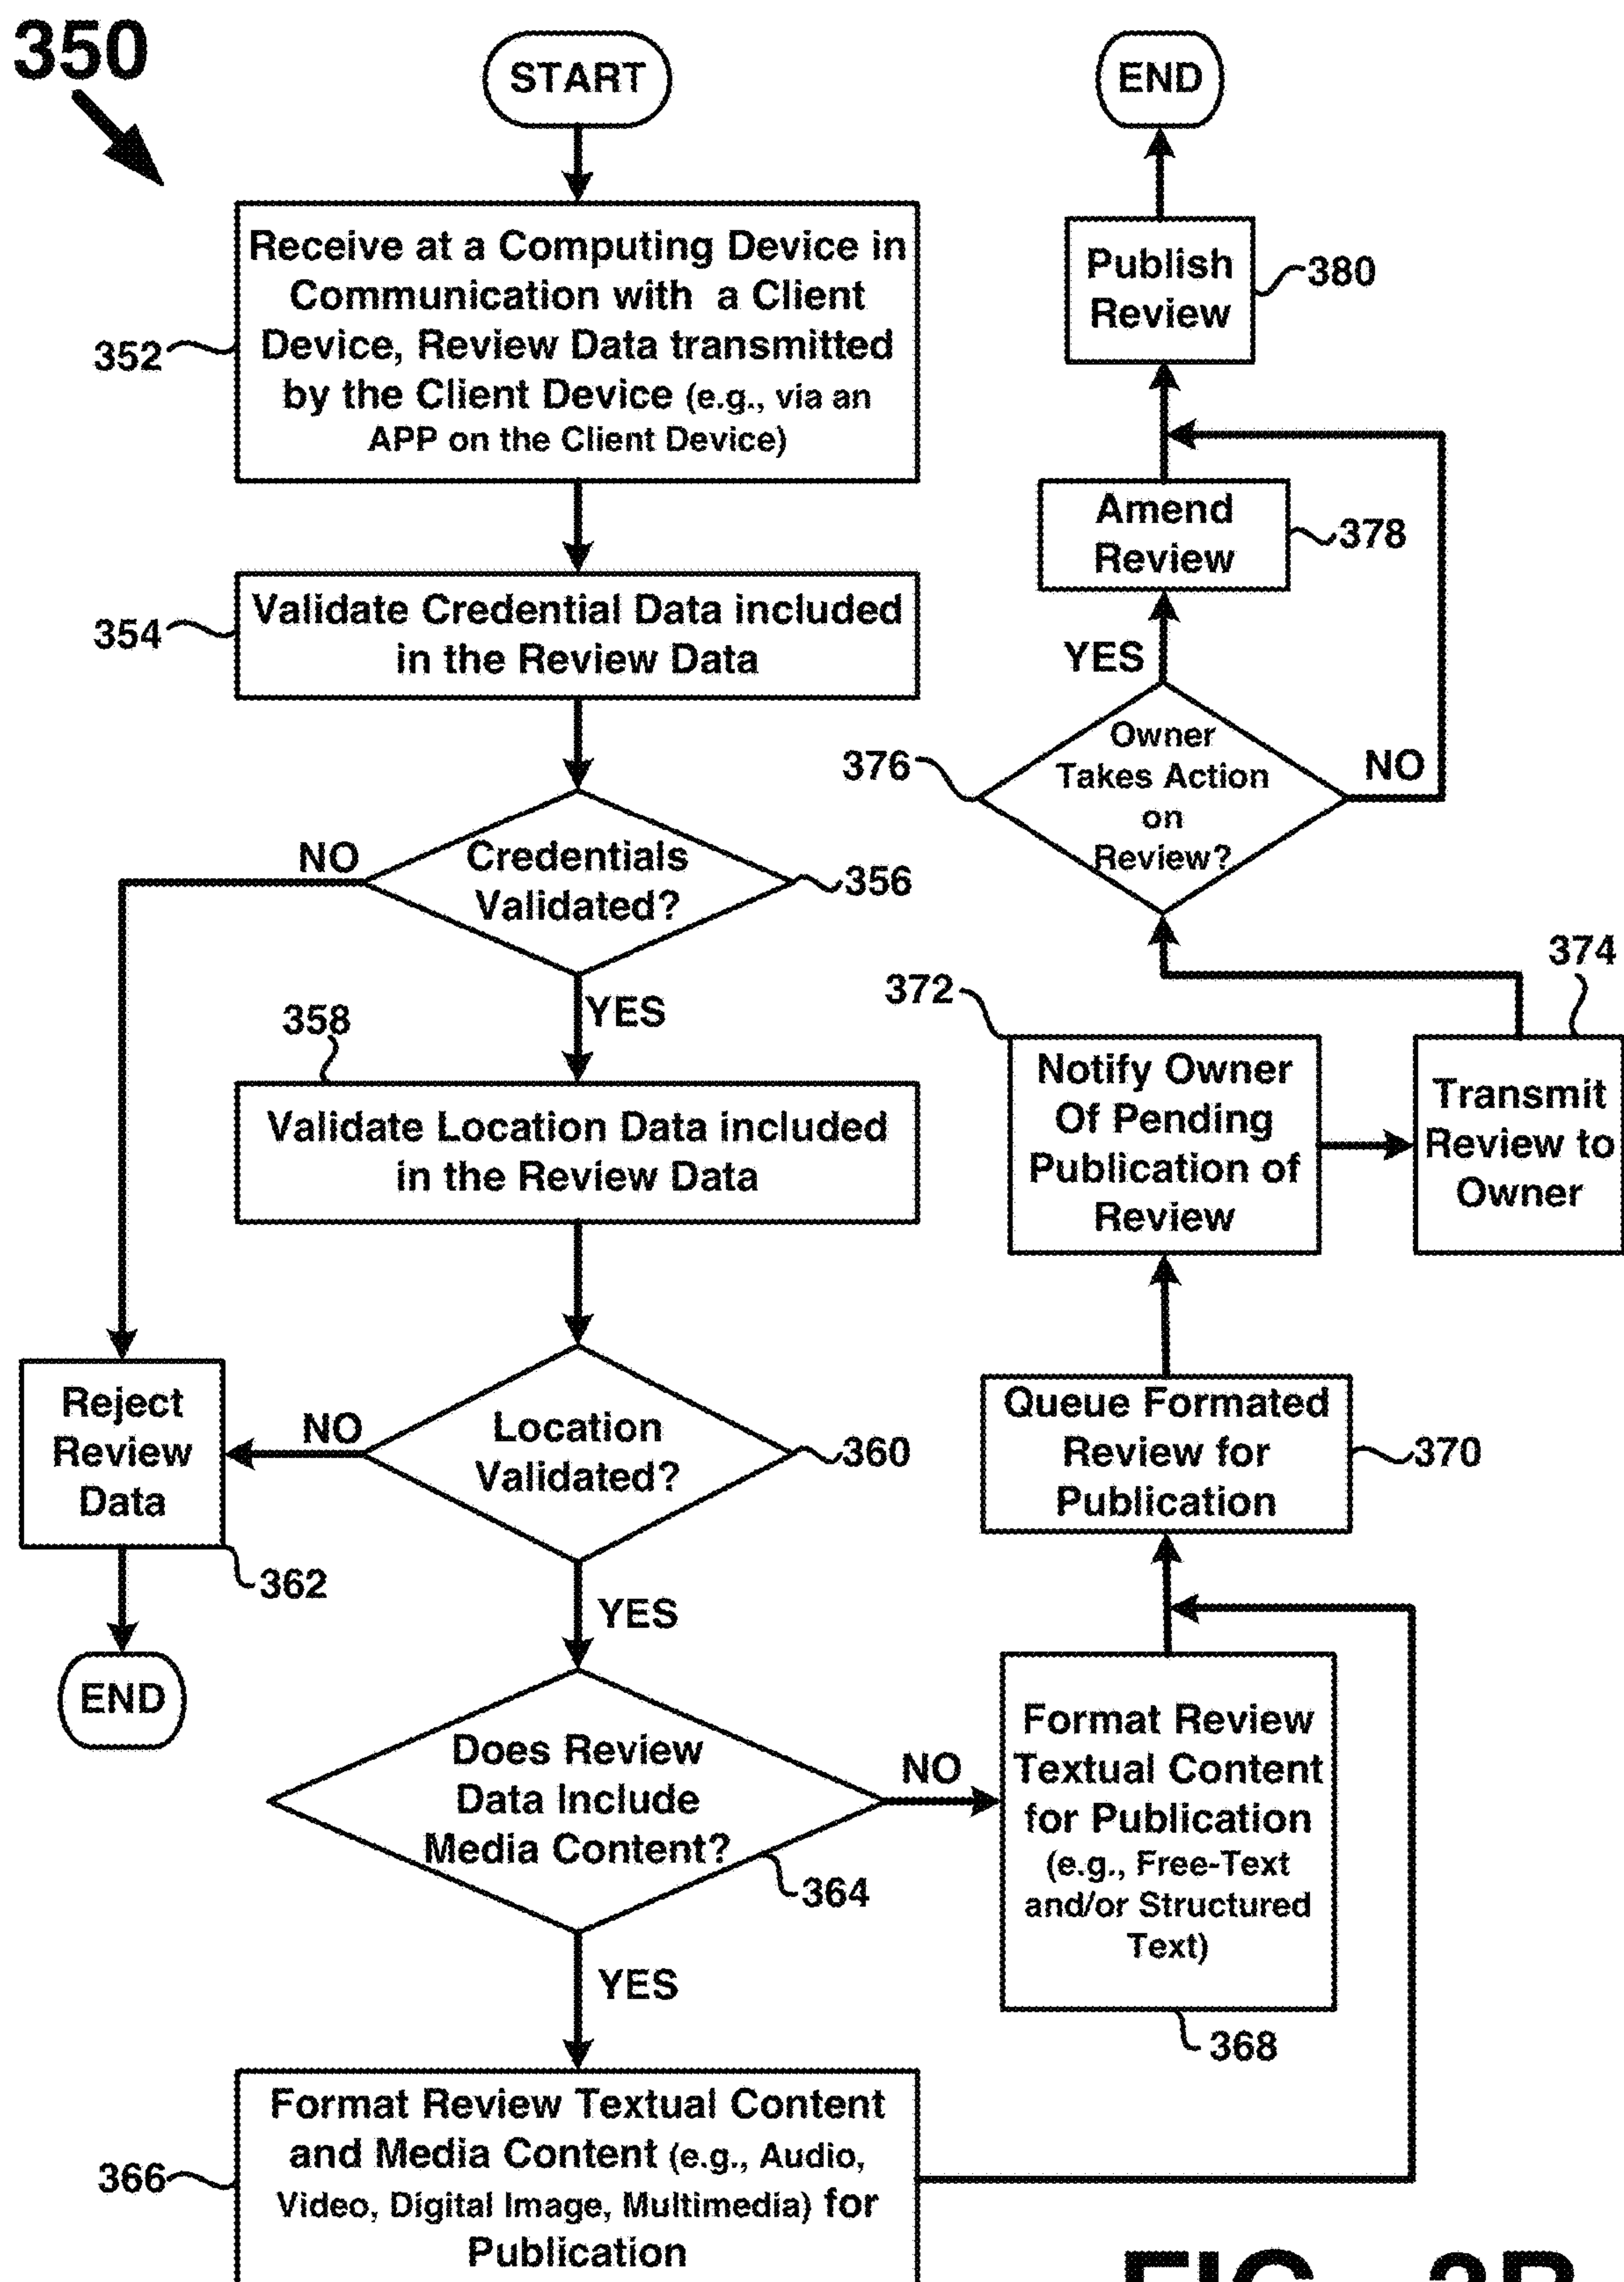 350
START
Receive at a Computing Device in
Communication with a Client
Device, Review Data transmitted
by the Client Device (e.g., via an
APP on the Client Device)
352
Validate Credential Data included
in the Review Data
354
Credentials
Validated?
356
NO
YES
358
Validate Location Data included
in the Review Data
Location
Validated?
360
NO
Reject
Review
Data
362
END
YES
Does Review
Data Include
Media Content?
364
NO
YES
Format Review Textual Content
and Media Content (e.g., Audio,
Video, Digital Image, Multimedia) for
Publication
366
Format Review
Textual Content
for Publication
(e.g., Free-Text
and/or Structured
Text)
368
Queue Formated
Review for
Publication
370
Notify Owner
Of Pending
Publication of
Review
372
Transmit
Review to
Owner
374
Owner
Takes Action
on
Review?
376
NO
YES
Amend
Review
378
Publish
Review
380
END